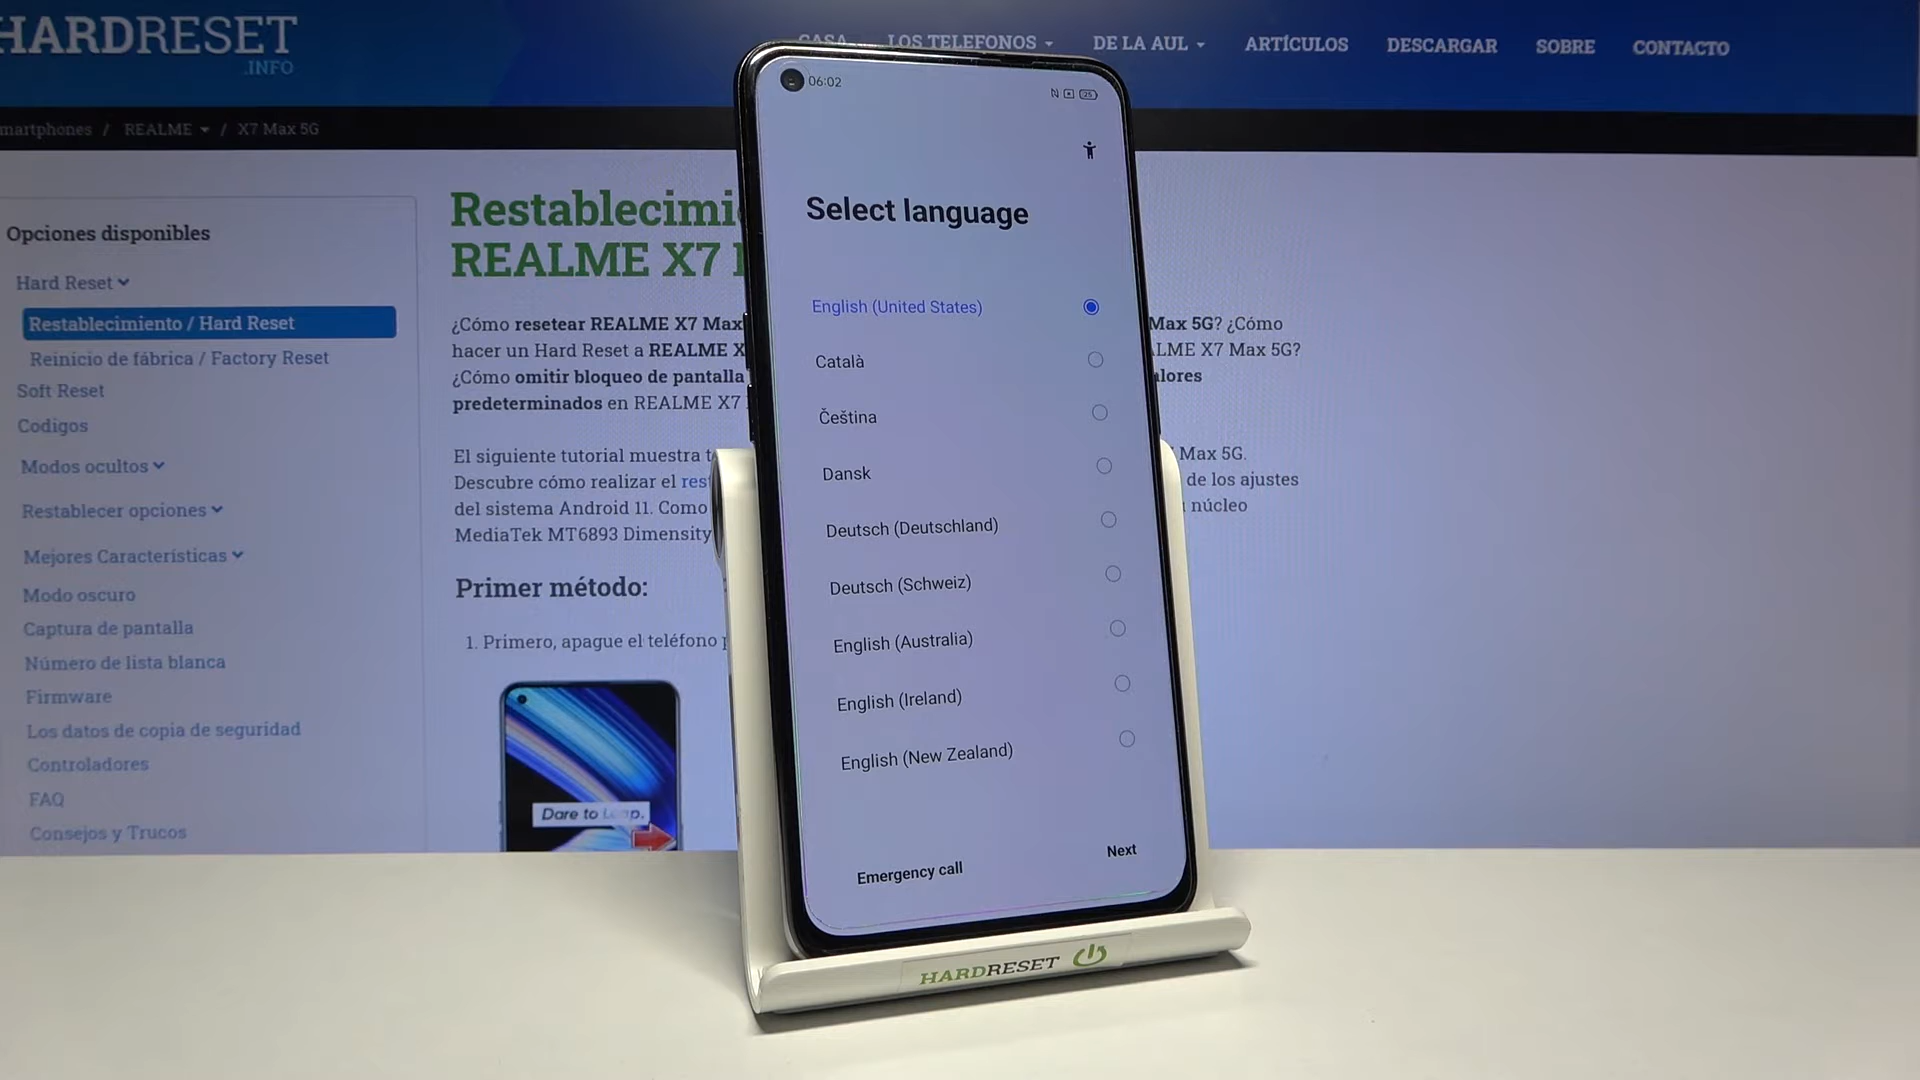 HARDRESET
.INFO
CASA LOS TELEFONOS DE LA AUL ARTÍCULOS DESCARGAR SOBRE CONTACTO
martphones / REALME / X7 Max 5G
Opciones disponibles
Hard Reset
Restablecimiento / Hard Reset
Reinicio de fábrica / Factory Reset
Soft Reset
Codigos
Modos ocultos
Restablecer opciones
Mejores Características
Modo oscuro
Captura de pantalla
Número de lista blanca
Firmware
Los datos de copia de seguridad
Controladores
FAQ
Consejos y Trucos
Restablecimi
REALME X7
¿Cómo resetear REALME X7 Max
hacer un Hard Reset a REALME X
¿Cómo omitir bloqueo de pantalla
predeterminados en REALME X7
El siguiente tutorial muestra t
Descubre cómo realizar el res
del sistema Android 11. Como
MediaTek MT6893 Dimensity
Primer método:
1. Primero, apague el teléfono
Dare to Leap.
06:02
25
Select language
English (United States)
Català
Čeština
Dansk
Deutsch (Deutschland)
Deutsch (Schweiz)
English (Australia)
English (Ireland)
English (New Zealand)
Emergency call
Next
Max 5G? ¿Cómo
LME X7 Max 5G?
lores
Max 5G.
de los ajustes
núcleo
HARDRESET